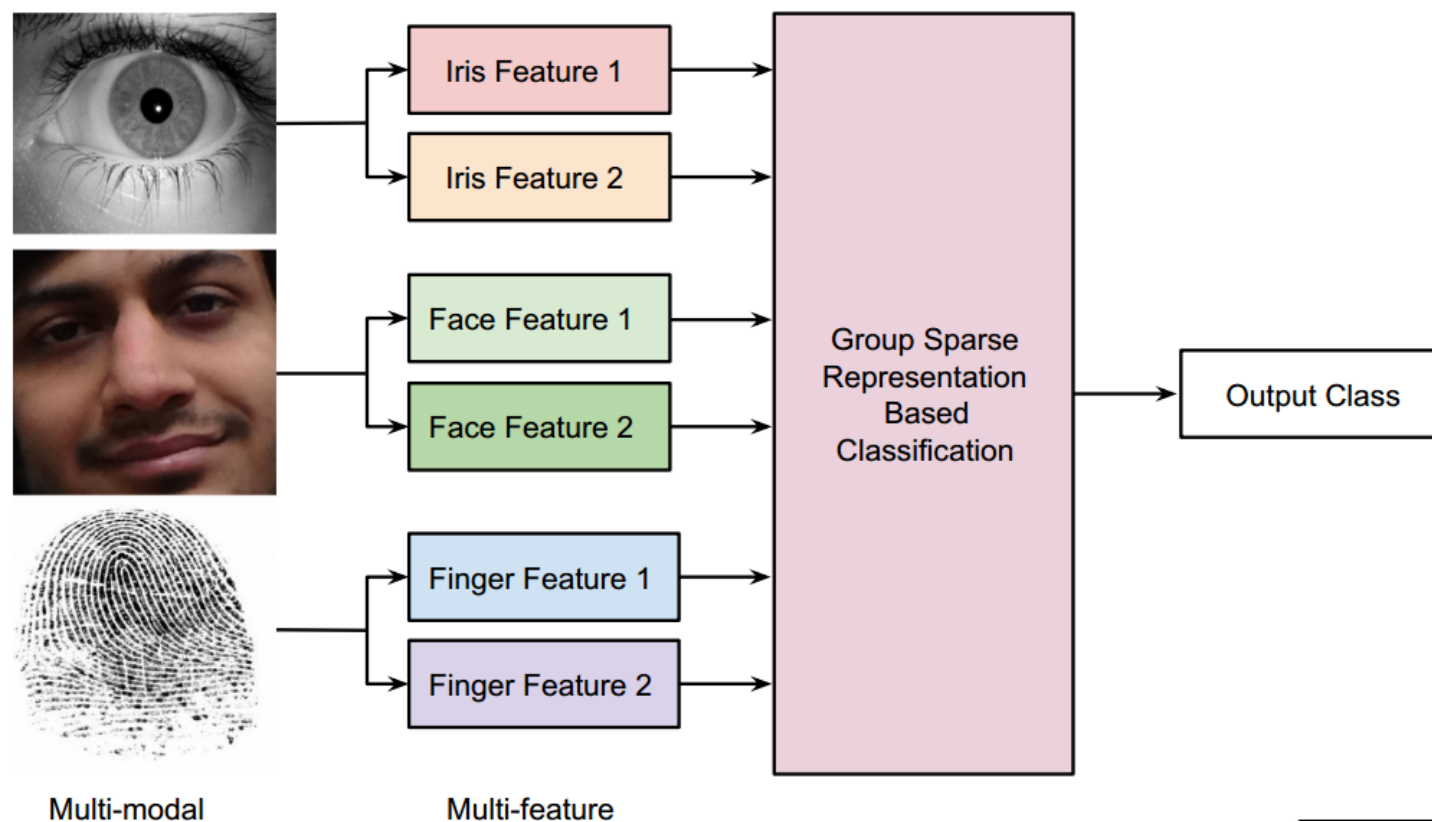 Iris Feature 1
Iris Feature 2
Face Feature 1
Face Feature 2
Finger Feature 1
Finger Feature 2
Group Sparse
Representation
Based
Classification
Output Class
Multi-modal
Multi-feature